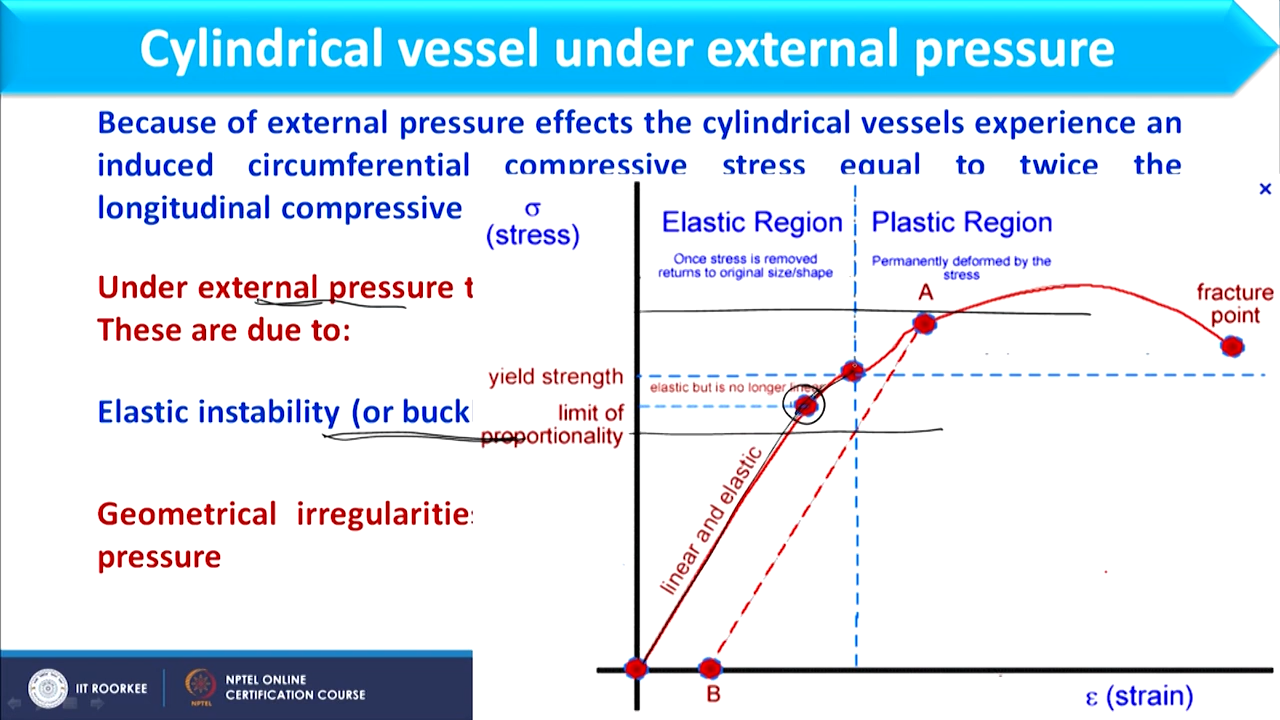 Cylindrical vessel under external pressure
Because of external pressure effects the cylindrical vessels experience an
induced circumferential compressive stress equal to twice the
longitudinal compressive
Under external pressure t
These are due to:
Elastic instability (or buck
Geometrical irregularities
pressure
×
σ
(stress)
Elastic Region
Once stress is removed
returns to original size/shape
Plastic Region
Permanently deformed by the
stress
A
fracture
point
yield strength
elastic but is no longer linear
limit of
proportionality
linear and elastic
B
ε (strain)
IIT ROORKEE
NPTEL ONLINE
CERTIFICATION COURSE
NPTEL